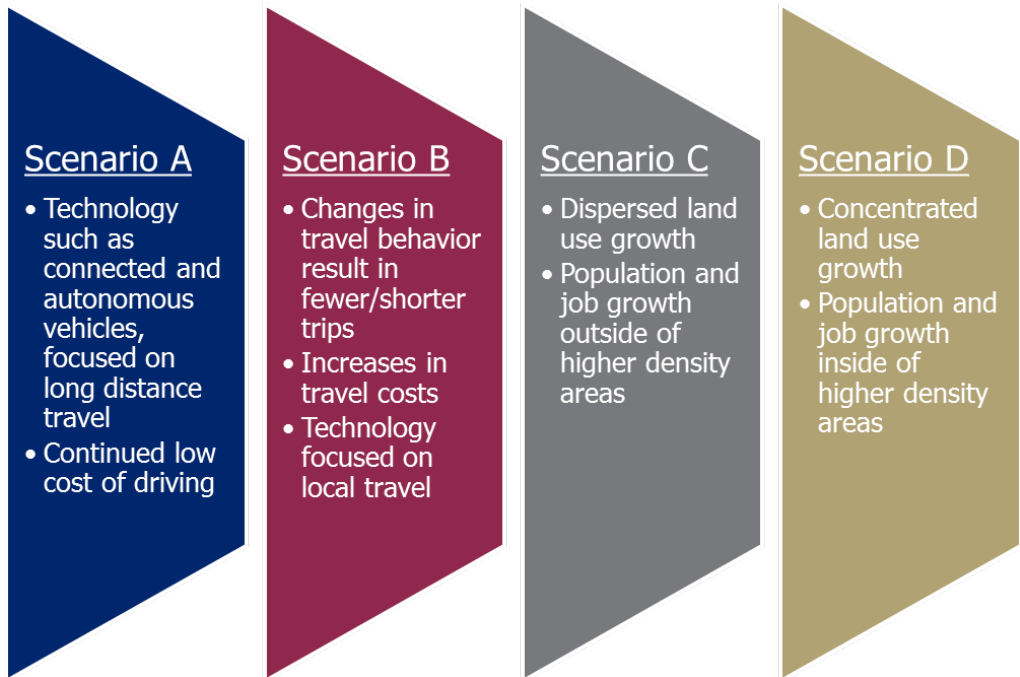 Scenario A
• Technology
such as
connected and
autonomous
vehicles,
focused on
long distance
travel
• Continued low
cost of driving
Scenario B
• Changes in
travel behavior
result in
fewer/shorter
trips
• Increases in
travel costs
• Technology
focused on
local travel
Scenario C
• Dispersed land
use growth
• Population and
job growth
outside of
higher density
areas
Scenario D
• Concentrated
land use
growth
• Population and
job growth
inside of
higher density
areas